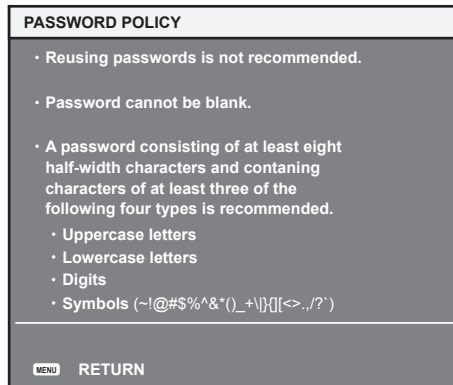 PASSWORD POLICY
・Reusing passwords is not recommended.
・Password cannot be blank.
・A password consisting of at least eight
half-width characters and contaning
characters of at least three of the
following four types is recommended.
・Uppercase letters
・Lowercase letters
・Digits
・Symbols (~!@#$%^&*()_+\|}{][<>.,/?`)
MENU RETURN